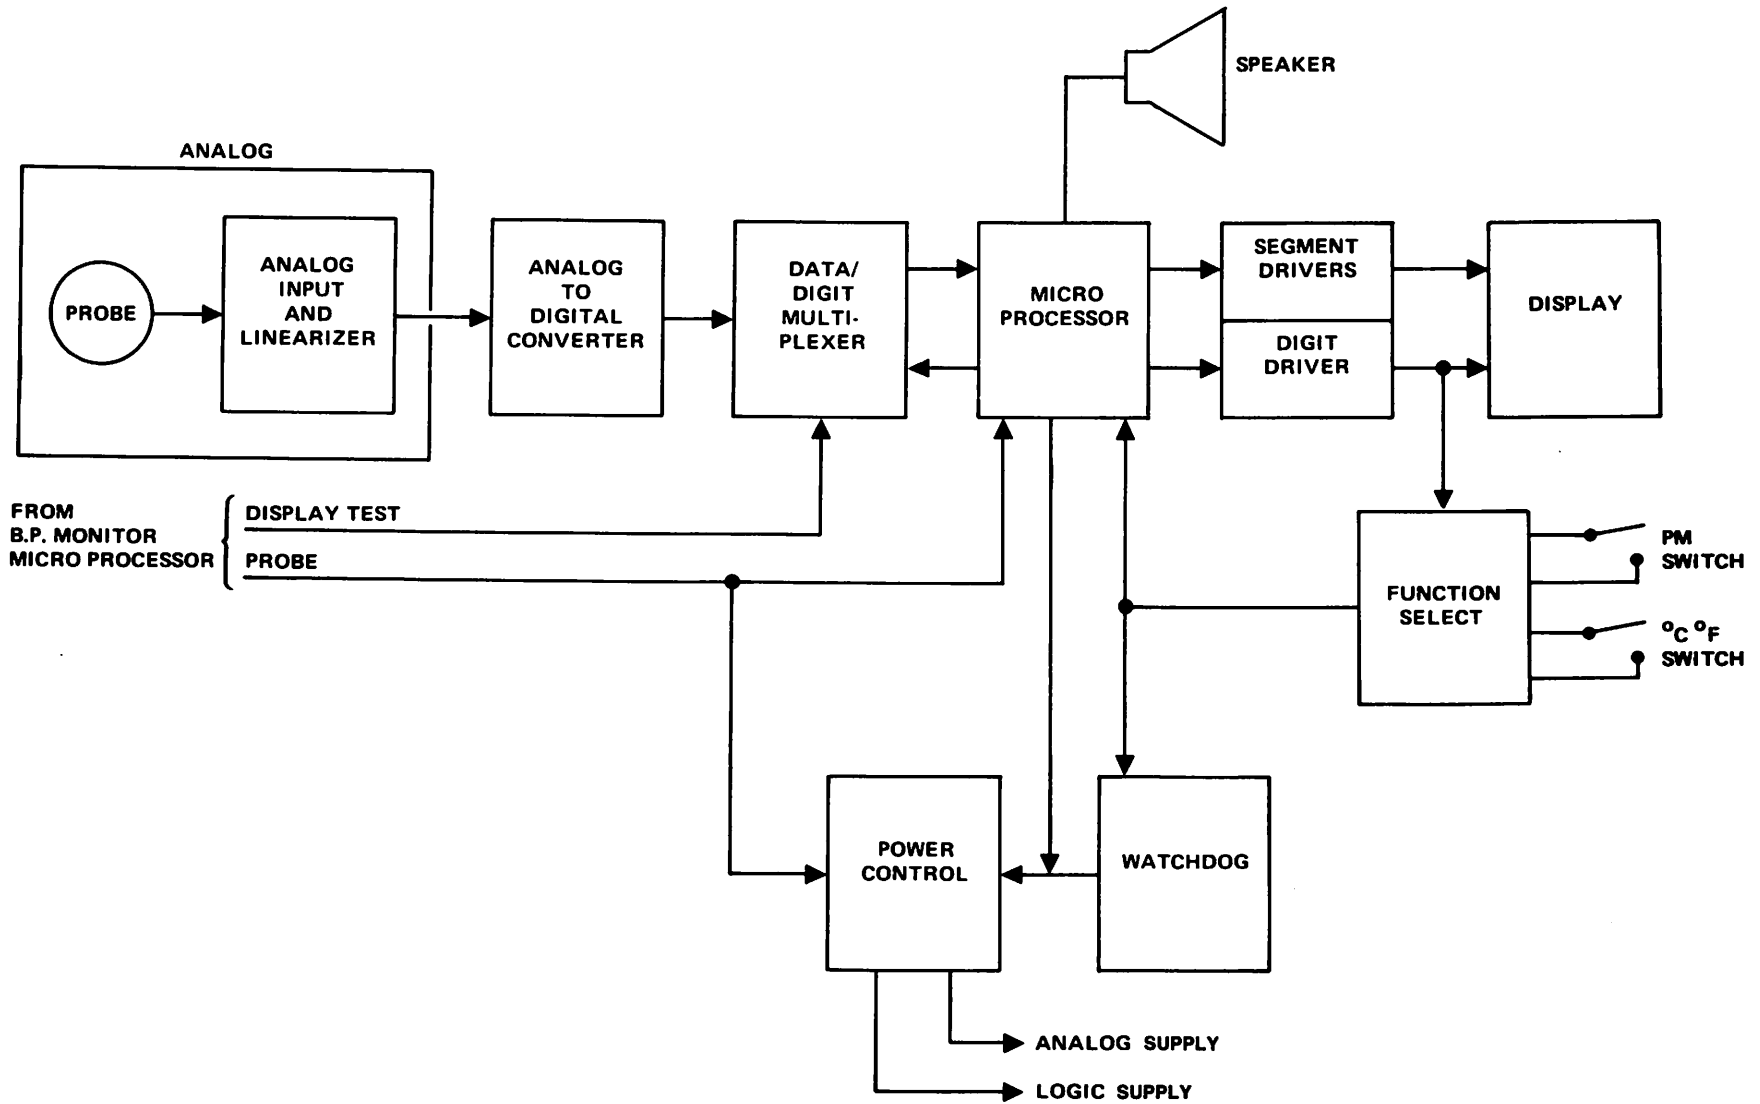 SPEAKER
ANALOG
PROBE
ANALOG
INPUT
AND
LINEARIZER
ANALOG
TO
DIGITAL
CONVERTER
DATA/
DIGIT
MULTI-
PLEXER
MICRO
PROCESSOR
SEGMENT
DRIVERS
DIGIT
DRIVER
DISPLAY
FROM
B.P. MONITOR
MICRO PROCESSOR
DISPLAY TEST
PROBE
FUNCTION
SELECT
PM
SWITCH
°C °F
SWITCH
POWER
CONTROL
WATCHDOG
ANALOG SUPPLY
LOGIC SUPPLY